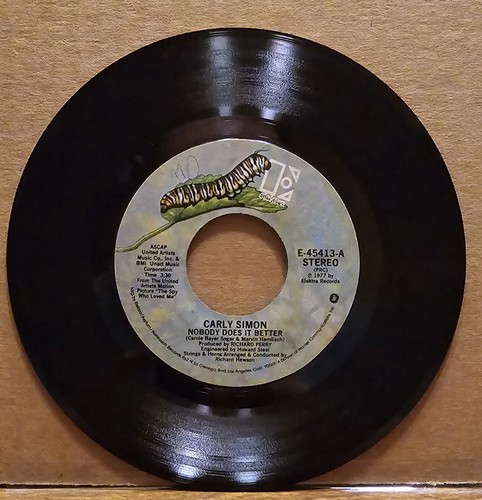 MO
ASCAP
United Artists
Music Co., Inc. &
BMI Unart Music
Corporation
Time 3:30
From The United
Artists Motion
Picture "The Spy
Who Loved Me"
E-45413-A
STEREO
(PRC)
℗ 1977 by
Elektra Records
CARLY SIMON
NOBODY DOES IT BETTER
(Carole Bayer Sager & Marvin Hamlisch)
Produced by RICHARD PERRY
Engineered by Howard Steel
Strings & Horns Arranged & Conducted by
Richard Hewson